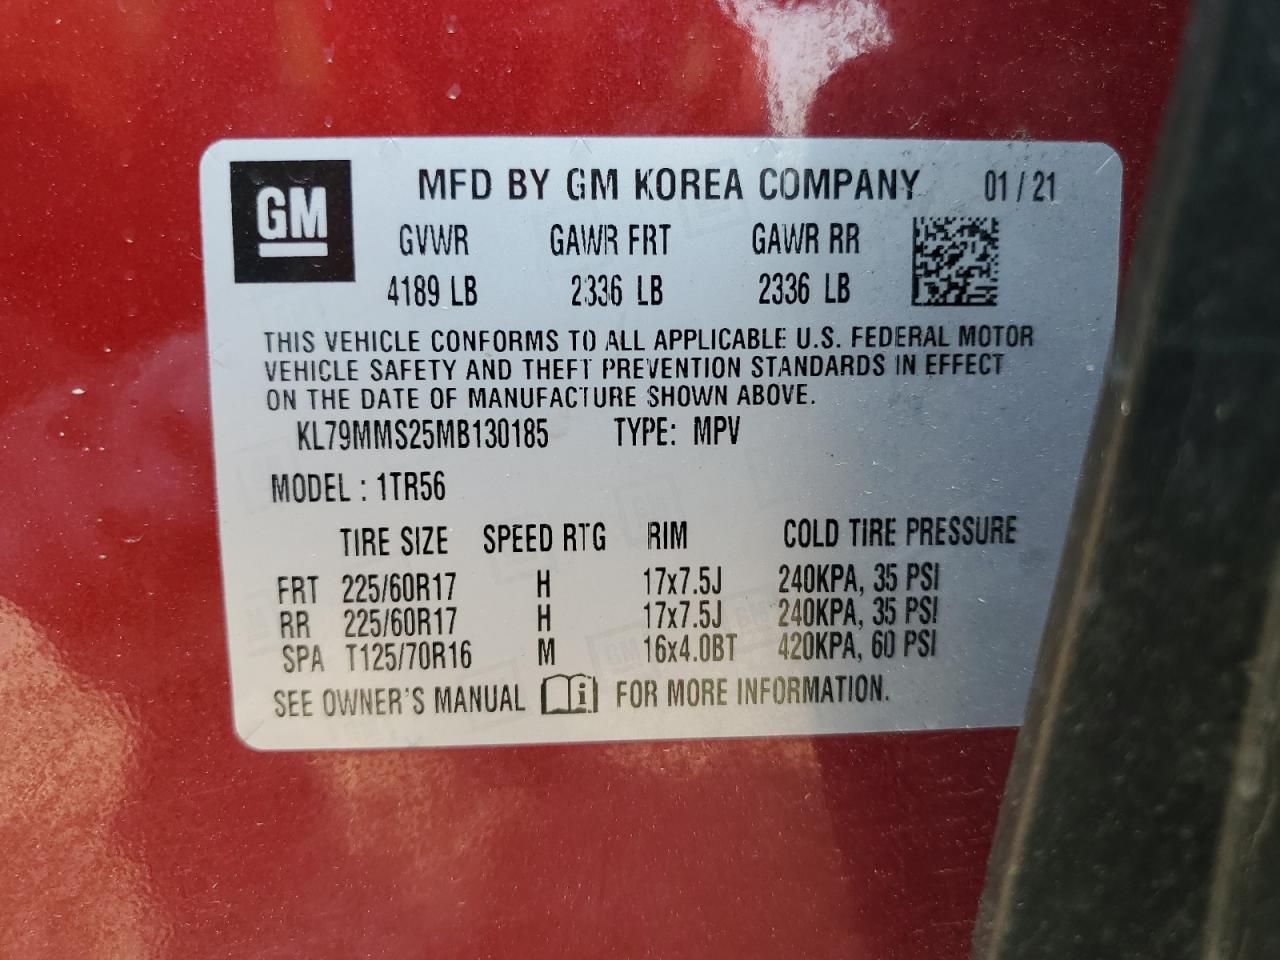 GM
MFD BY GM KOREA COMPANY 01/21
GVWR GAWR FRT GAWR RR
4189 LB 2336 LB 2336 LB
THIS VEHICLE CONFORMS TO ALL APPLICABLE U.S. FEDERAL MOTOR
VEHICLE SAFETY AND THEFT PREVENTION STANDARDS IN EFFECT
ON THE DATE OF MANUFACTURE SHOWN ABOVE.
KL79MMS25MB130185 TYPE: MPV
MODEL : 1TR56
TIRE SIZE SPEED RTG RIM COLD TIRE PRESSURE
FRT 225/60R17 H 17x7.5J 240KPA, 35 PSI
RR 225/60R17 H 17x7.5J 240KPA, 35 PSI
SPA T125/70R16 M 16x4.0BT 420KPA, 60 PSI
SEE OWNER'S MANUAL i FOR MORE INFORMATION.